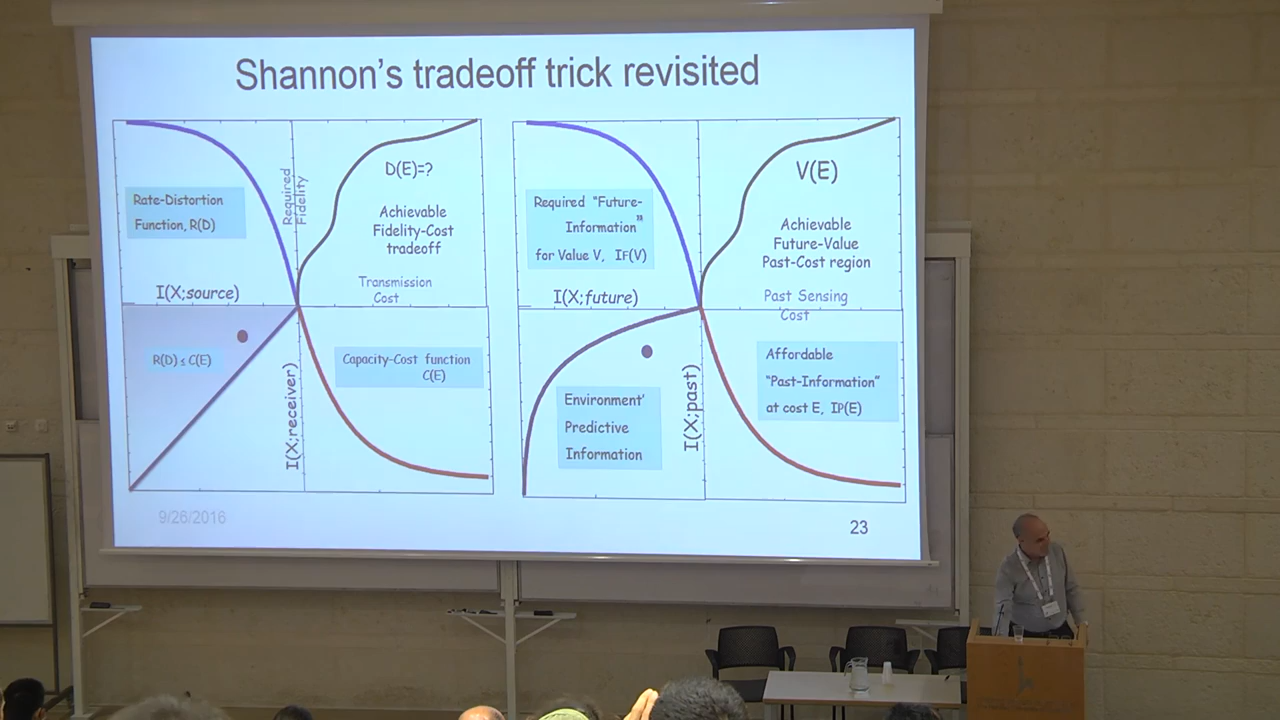 Shannon's tradeoff trick revisited
Rate-Distortion
Function, R(D)
I(X;source)
Required
Fidelity
D(E)=?
Achievable
Fidelity-Cost
tradeoff
Transmission
Cost
R(D) ≤ C(E)
I(X;receiver)
Capacity-Cost function
C(E)
Required "Future-
Information"
for Value V, IF(V)
I(X;future)
V(E)
Achievable
Future-Value
Past-Cost region
Past Sensing
Cost
Environment'
Predictive
Information
I(X;past)
Affordable
"Past-Information"
at cost E, IP(E)
9/26/2016
23